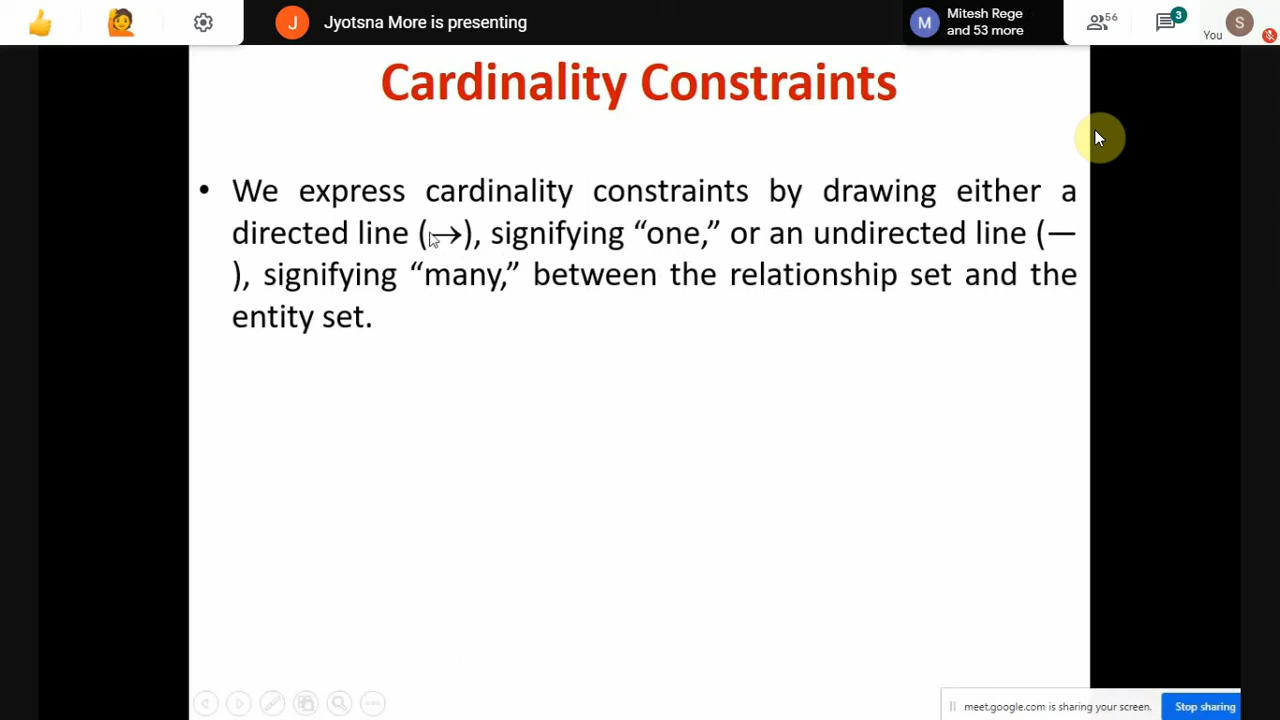 Jyotsna More is presenting
J
M
Mitesh Rege
and 53 more
56
3
You
S
Cardinality Constraints
• We express cardinality constraints by drawing either a
directed line (→), signifying “one,” or an undirected line (—
), signifying “many,” between the relationship set and the
entity set.
meet.google.com is sharing your screen.
Stop sharing